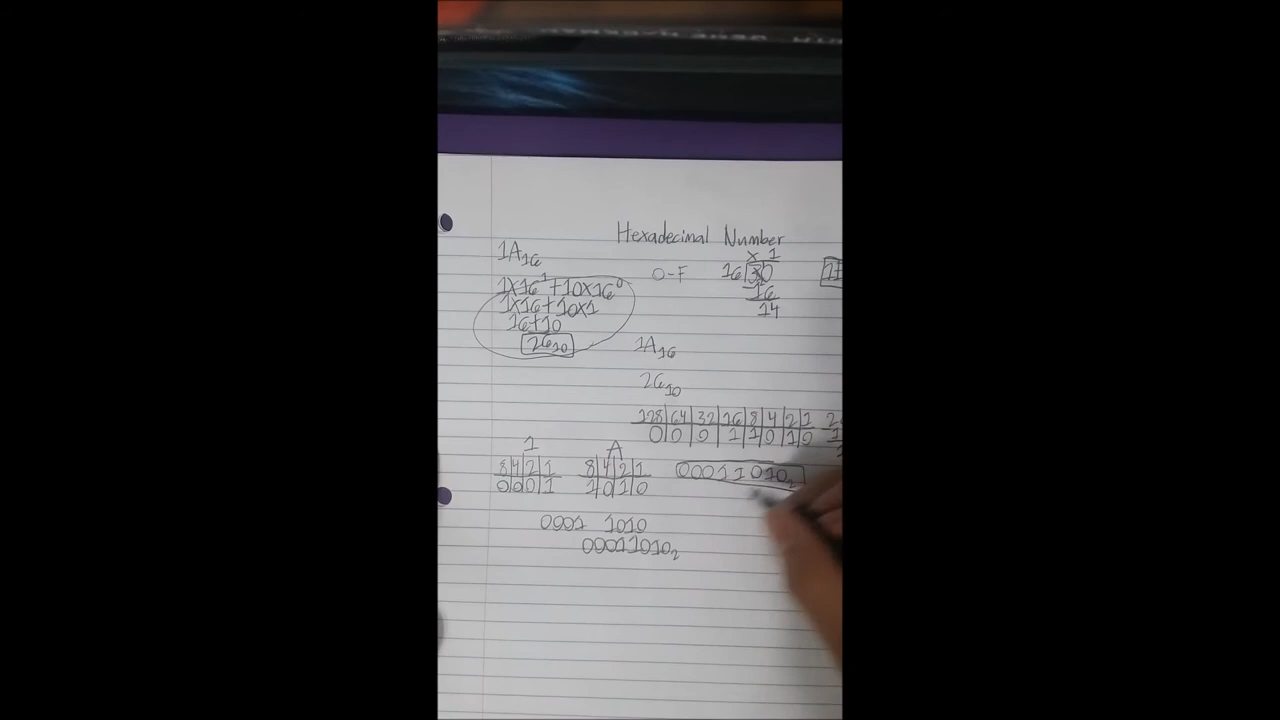 Hexadecimal Number
1A₁₆
1x16¹+10x16⁰
1x16+10x1
16+10
26₁₀
0-F
x 1
16 30
16
14
1A₁₆
26₁₀
128 64 32 16 8 4 2 1
0 0 0 1 1 0 1 0
1 A
8 4 2 1 8 4 2 1
0 0 0 1 1 0 1 0
00011010₂
0001 1010
00011010₂